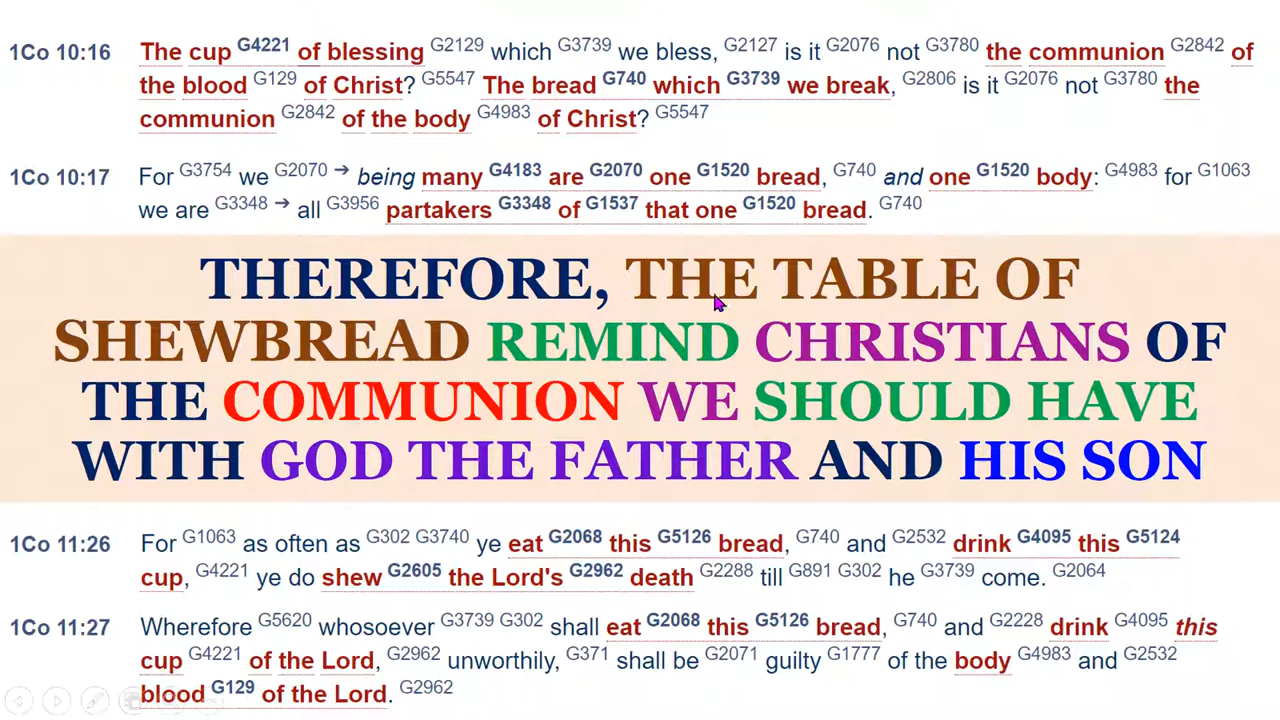 1Co 10:16 The cup G4221 of blessing G2129 which G3739 we bless, G2127 is it G2076 not G3780 the communion G2842 of
the blood G129 of Christ? G5547 The bread G740 which G3739 we break, G2806 is it G2076 not G3780 the
communion G2842 of the body G4983 of Christ? G5547
1Co 10:17 For G3754 we G2070 → being many G4183 are G2070 one G1520 bread, G740 and one G1520 body: G4983 for G1063
we are G3348 → all G3956 partakers G3348 of G1537 that one G1520 bread. G740
THEREFORE, THE TABLE OF
SHEWBREAD REMIND CHRISTIANS OF
THE COMMUNION WE SHOULD HAVE
WITH GOD THE FATHER AND HIS SON
1Co 11:26 For G1063 as often as G302 G3740 ye eat G2068 this G5126 bread, G740 and G2532 drink G4095 this G5124
cup, G4221 ye do shew G2605 the Lord's G2962 death G2288 till G891 G302 he G3739 come. G2064
1Co 11:27 Wherefore G5620 whosoever G3739 G302 shall eat G2068 this G5126 bread, G740 and G2228 drink G4095 this
cup G4221 of the Lord, G2962 unworthily, G371 shall be G2071 guilty G1777 of the body G4983 and G2532
blood G129 of the Lord. G2962